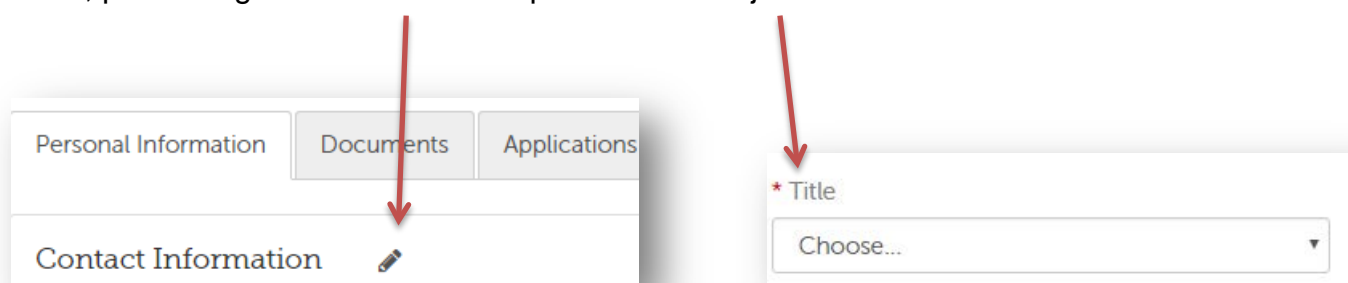 Personal Information Documents Applications
* Title
Choose...
Contact Information